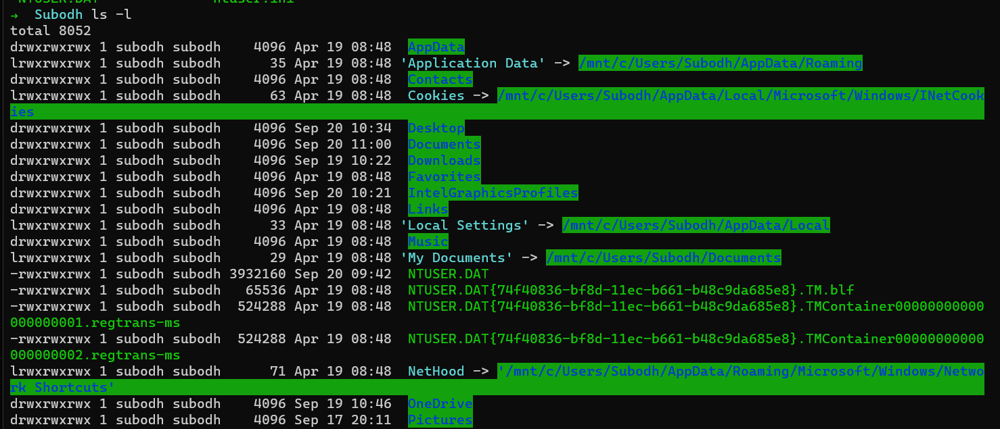 NTUSER.DAT ntuser.ini
→ Subodh ls -l
total 8052
drwxrwxrwx 1 subodh subodh 4096 Apr 19 08:48 AppData
lrwxrwxrwx 1 subodh subodh 35 Apr 19 08:48 'Application Data' -> /mnt/c/Users/Subodh/AppData/Roaming
drwxrwxrwx 1 subodh subodh 4096 Apr 19 08:48 Contacts
lrwxrwxrwx 1 subodh subodh 63 Apr 19 08:48 Cookies -> /mnt/c/Users/Subodh/AppData/Local/Microsoft/Windows/INetCook
ies
drwxrwxrwx 1 subodh subodh 4096 Sep 20 10:34 Desktop
drwxrwxrwx 1 subodh subodh 4096 Sep 20 11:00 Documents
drwxrwxrwx 1 subodh subodh 4096 Sep 19 10:22 Downloads
drwxrwxrwx 1 subodh subodh 4096 Apr 19 08:48 Favorites
drwxrwxrwx 1 subodh subodh 4096 Sep 20 10:21 IntelGraphicsProfiles
drwxrwxrwx 1 subodh subodh 4096 Apr 19 08:48 Links
lrwxrwxrwx 1 subodh subodh 33 Apr 19 08:48 'Local Settings' -> /mnt/c/Users/Subodh/AppData/Local
drwxrwxrwx 1 subodh subodh 4096 Apr 19 08:48 Music
lrwxrwxrwx 1 subodh subodh 29 Apr 19 08:48 'My Documents' -> /mnt/c/Users/Subodh/Documents
-rwxrwxrwx 1 subodh subodh 3932160 Sep 20 09:42 NTUSER.DAT
-rwxrwxrwx 1 subodh subodh 65536 Apr 19 08:48 NTUSER.DAT{74f40836-bf8d-11ec-b661-b48c9da685e8}.TM.blf
-rwxrwxrwx 1 subodh subodh 524288 Apr 19 08:48 NTUSER.DAT{74f40836-bf8d-11ec-b661-b48c9da685e8}.TMContainer00000000000
000000001.regtrans-ms
-rwxrwxrwx 1 subodh subodh 524288 Apr 19 08:48 NTUSER.DAT{74f40836-bf8d-11ec-b661-b48c9da685e8}.TMContainer00000000000
000000002.regtrans-ms
lrwxrwxrwx 1 subodh subodh 71 Apr 19 08:48 NetHood -> '/mnt/c/Users/Subodh/AppData/Roaming/Microsoft/Windows/Netwo
rk Shortcuts'
drwxrwxrwx 1 subodh subodh 4096 Sep 19 10:46 OneDrive
drwxrwxrwx 1 subodh subodh 4096 Sep 17 20:11 Pictures